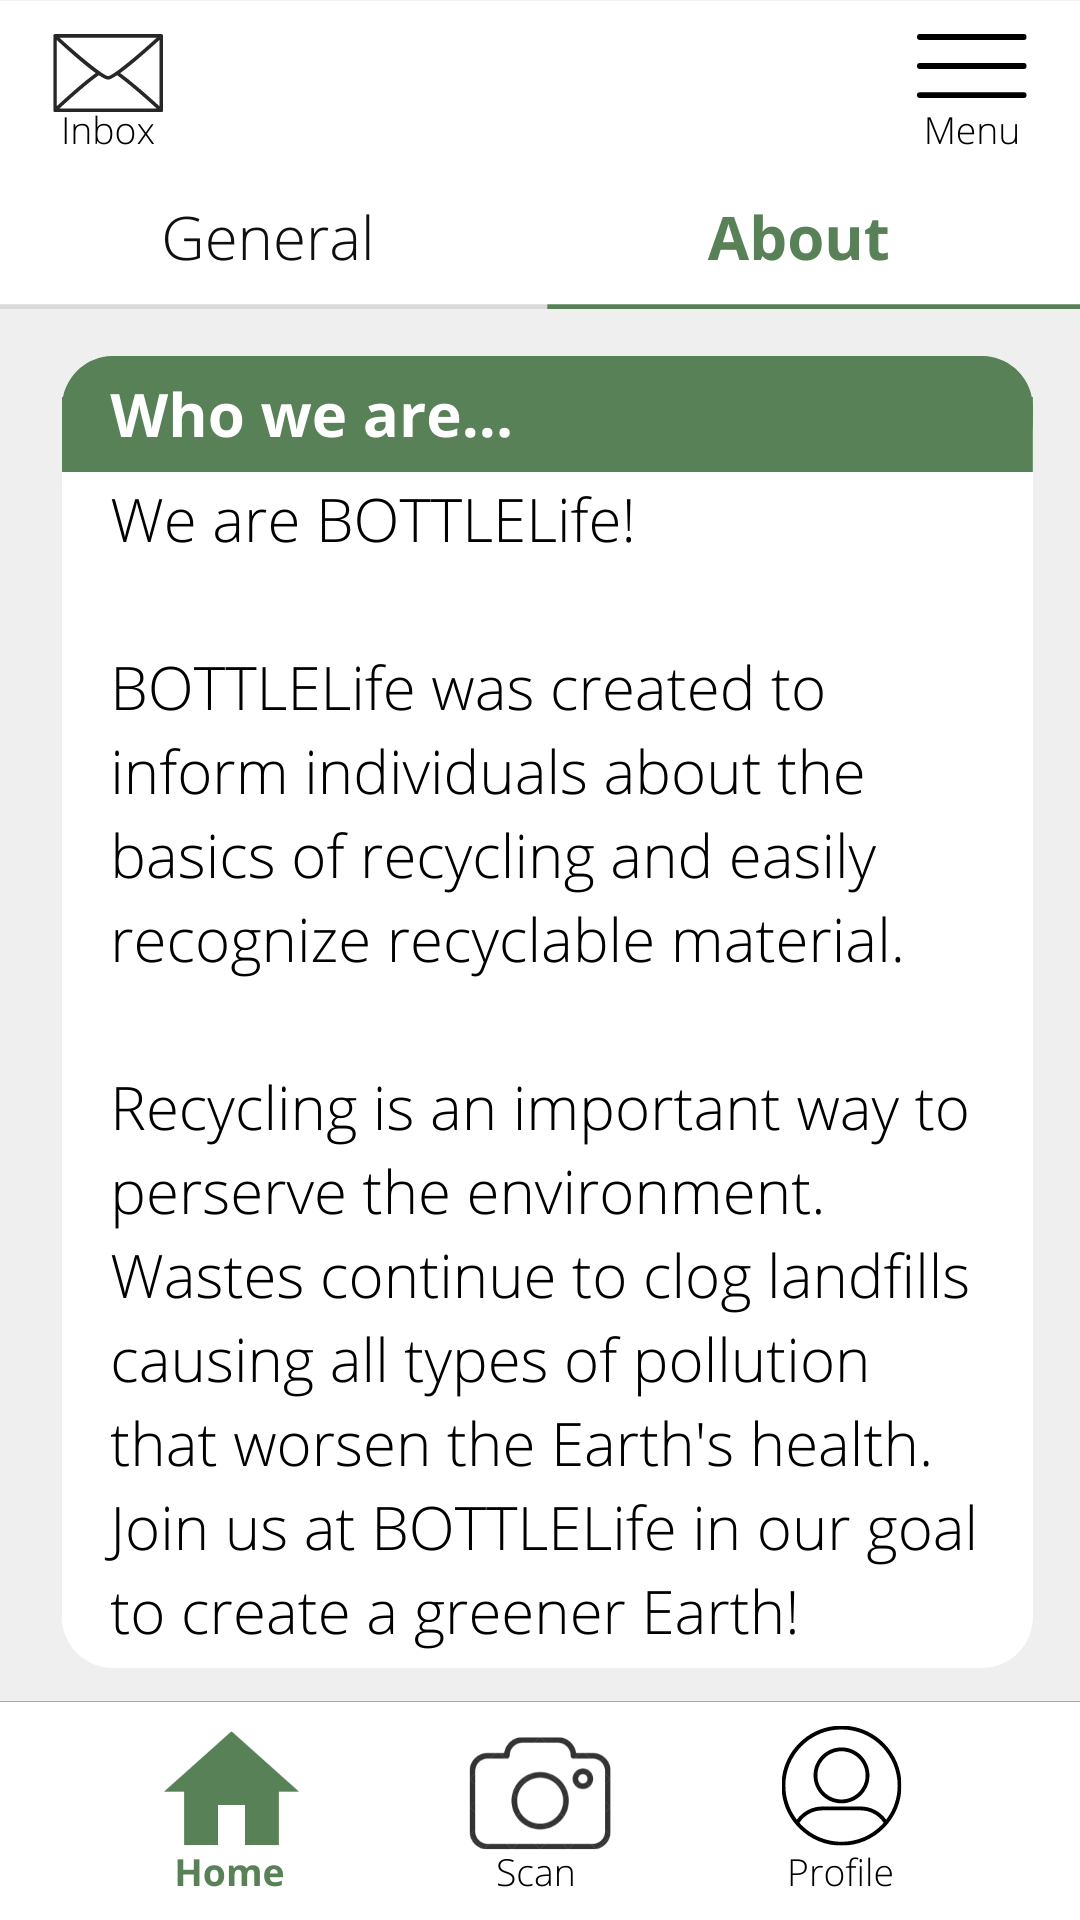 Inbox
Menu
General
About
Who we are...
We are BOTTLELife!
BOTTLELife was created to
inform individuals about the
basics of recycling and easily
recognize recyclable material.
Recycling is an important way to
perserve the environment.
Wastes continue to clog landfills
causing all types of pollution
that worsen the Earth's health.
Join us at BOTTLELife in our goal
to create a greener Earth!
Home
Scan
Profile